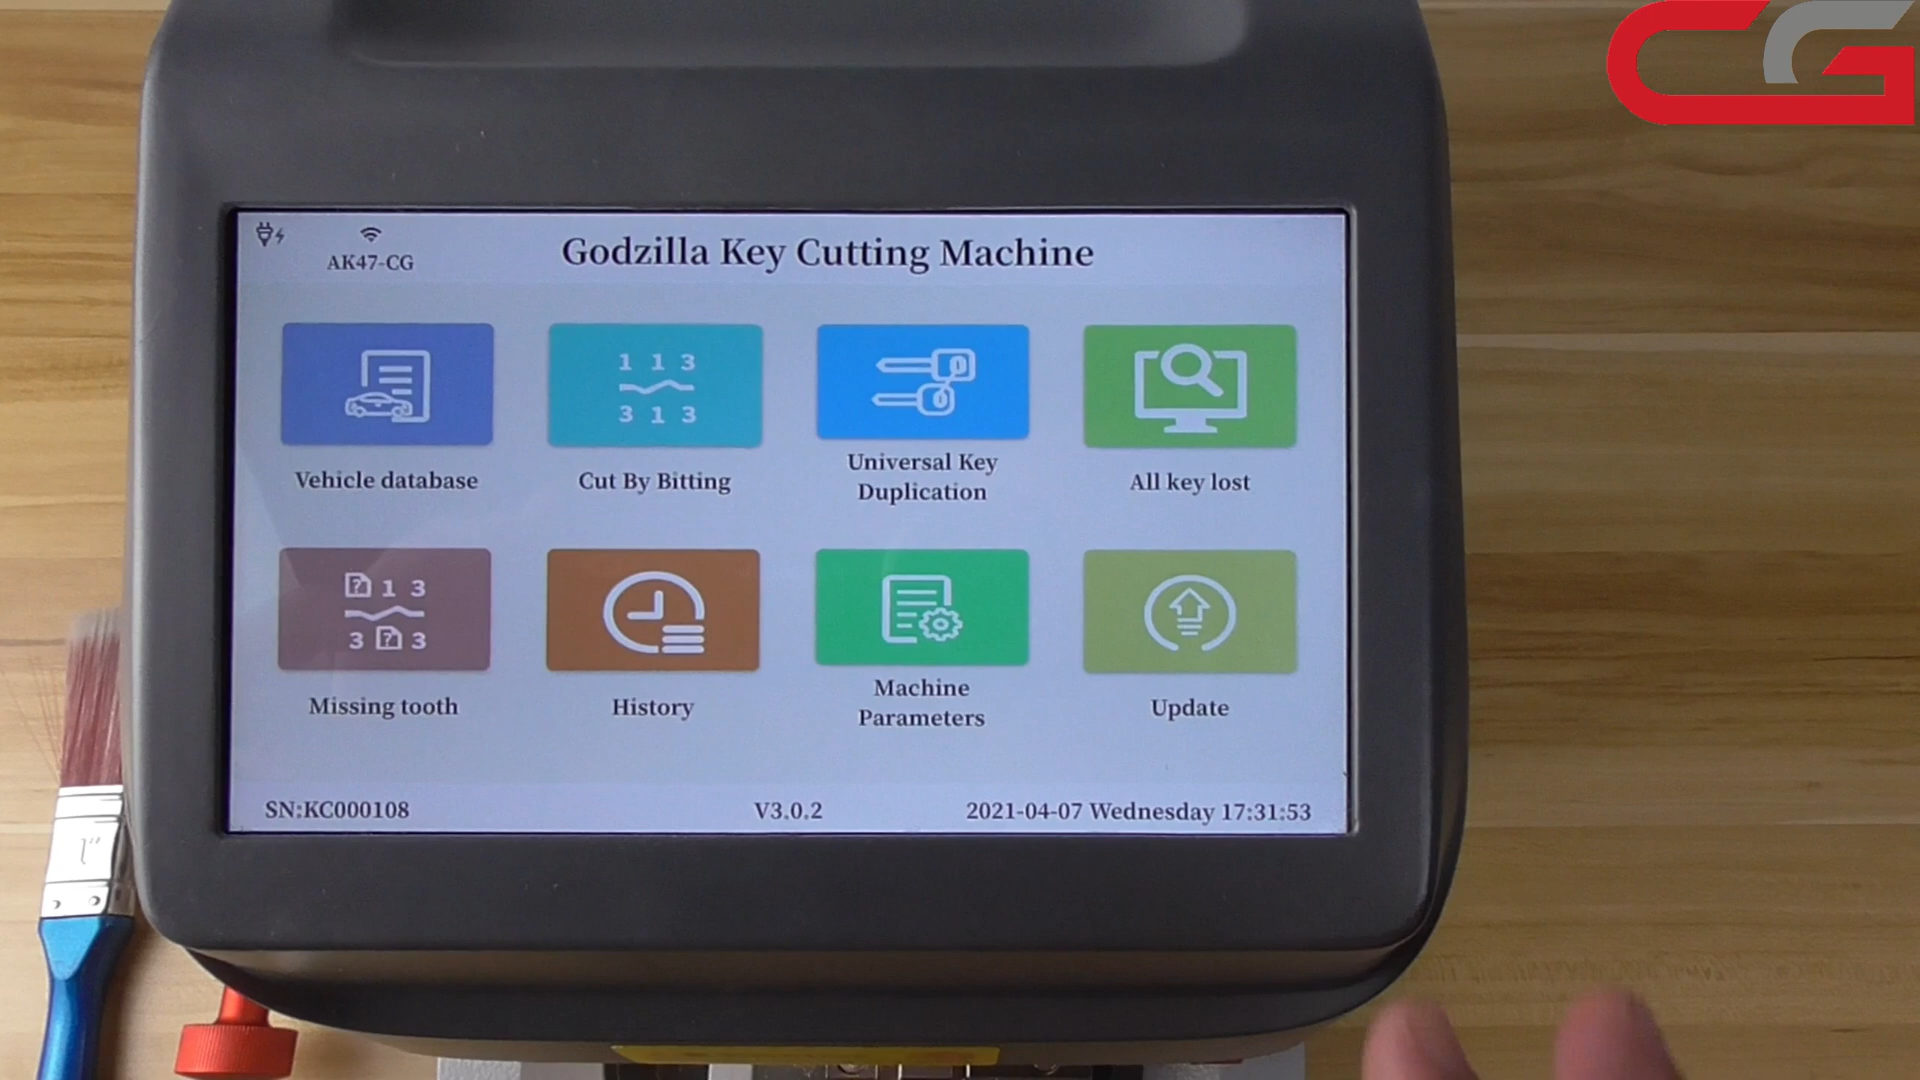 CG
AK47-CG
Godzilla Key Cutting Machine
1 1 3
3 1 3
Vehicle database
Cut By Bitting
Universal Key
Duplication
All key lost
? 1 3
3 ? 3
Missing tooth
History
Machine
Parameters
Update
SN:KC000108
V3.0.2
2021-04-07 Wednesday 17:31:53
1"